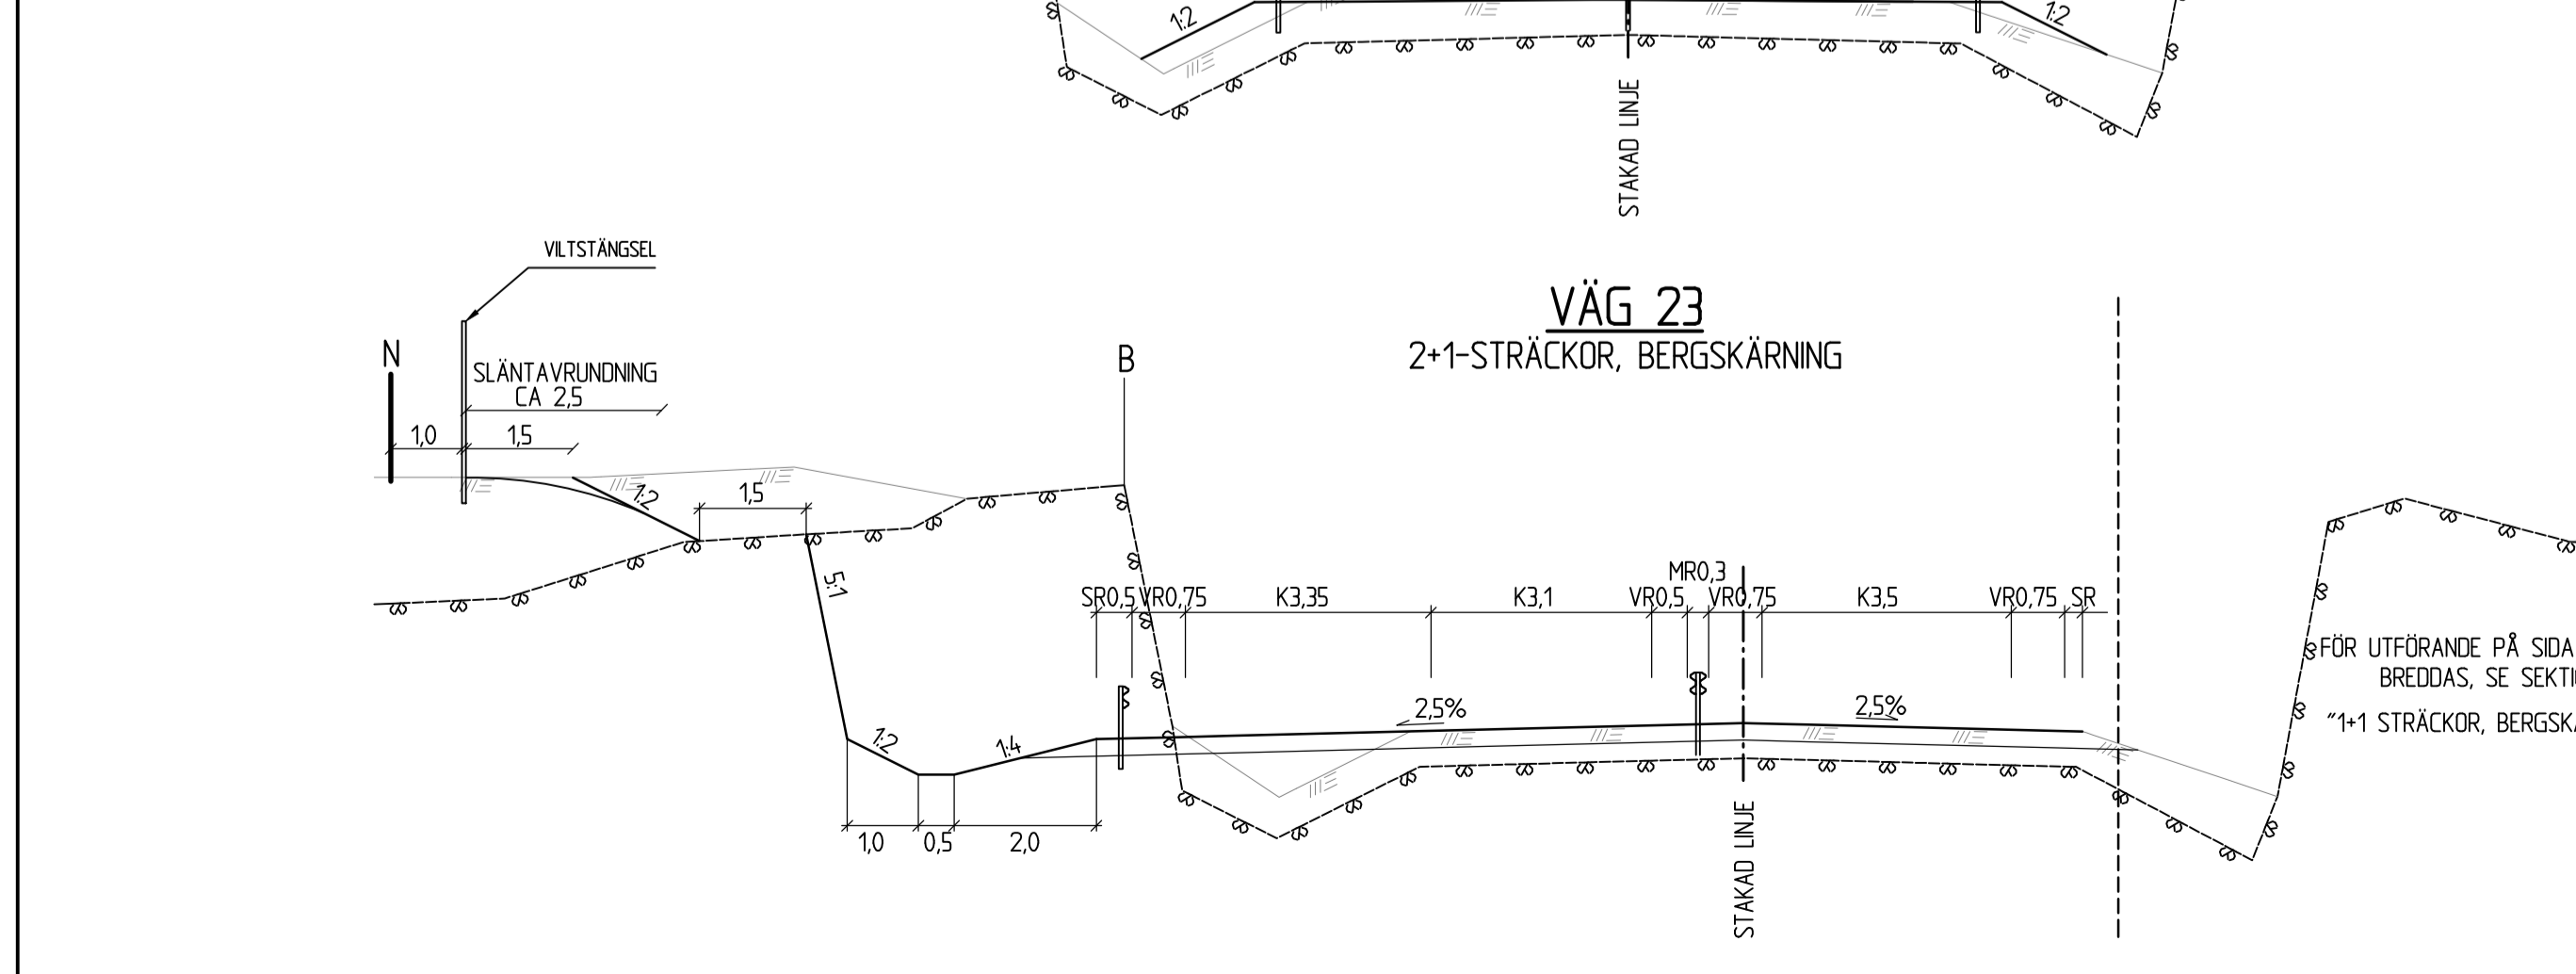 1:2
1:2
STAKAD LINJE
VILTSTÄNGSEL
VÄG 23
2+1-STRÄCKOR, BERGSKÄRNING
N
B
SLÄNTAVRUNDNING
CA 2,5
1,0
1,5
1:2
1,5
5:1
MR0,3
SR0,5
VR0,75
K3,35
K3,1
VR0,5
VR0,75
K3,5
VR0,75
SR
FÖR UTFÖRANDE PÅ SIDA
BREDDAS, SE SEKTI
"1+1 STRÄCKOR, BERGSK
2,5%
2,5%
1:2
1:4
1,0
0,5
2,0
STAKAD LINJE